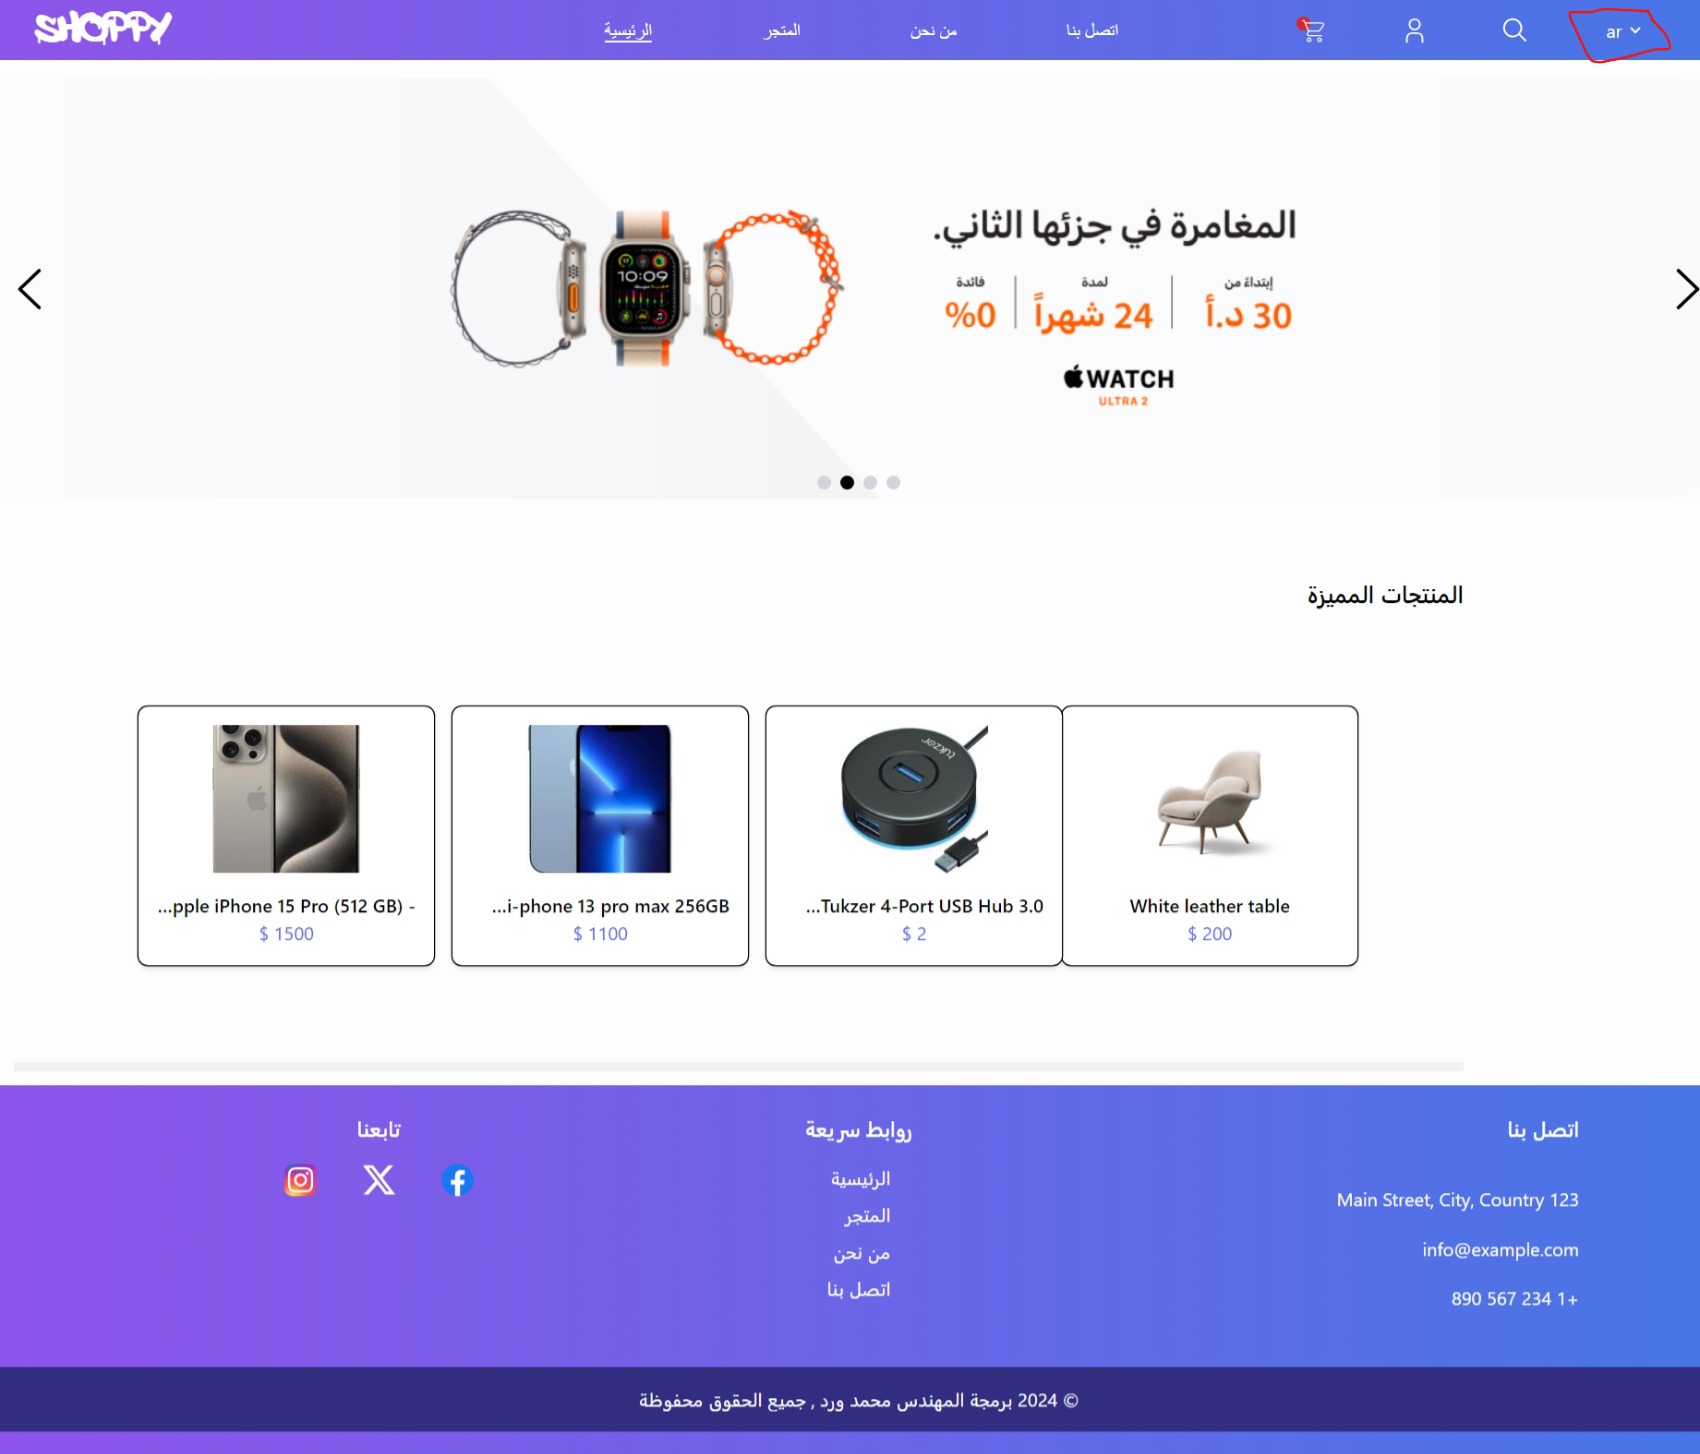 SHOPPY
الرئيسية
المتجر
من نحن
اتصل بنا
ar
المغامرة في جزئها الثاني.
إبتداءً من
30 د.أ
لمدة
24 شهراً
فائدة
0%
10:09
WATCH
ULTRA 2
المنتجات المميزة
...pple iPhone 15 Pro (512 GB) -
$ 1500
...i-phone 13 pro max 256GB
$ 1100
tukzer
...Tukzer 4-Port USB Hub 3.0
$ 2
White leather table
$ 200
اتصل بنا
Main Street, City, Country 123
info@example.com
890 567 234 1+
روابط سريعة
الرئيسية
المتجر
من نحن
اتصل بنا
تابعنا
© 2024 برمجة المهندس محمد ورد , جميع الحقوق محفوظة